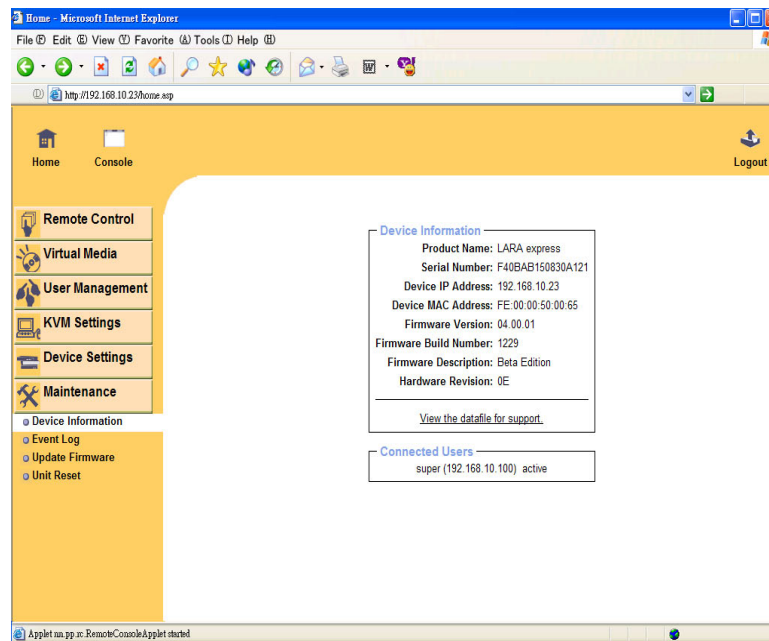 Home - Microsoft Internet Explorer
File (F) Edit (E) View (V) Favorite (A) Tools (T) Help (H)
(D) http://192.168.10.23/home.asp
Home Console Logout
Remote Control
Virtual Media
User Management
KVM Settings
Device Settings
Maintenance
Device Information
Event Log
Update Firmware
Unit Reset
Device Information
Product Name: LARA express
Serial Number: F40BAB150830A121
Device IP Address: 192.168.10.23
Device MAC Address: FE:00:00:50:00:65
Firmware Version: 04.00.01
Firmware Build Number: 1229
Firmware Description: Beta Edition
Hardware Revision: 0E
View the datafile for support.
Connected Users
super (192.168.10.100) active
Applet nn.pp.rc.RemoteConsoleApplet started